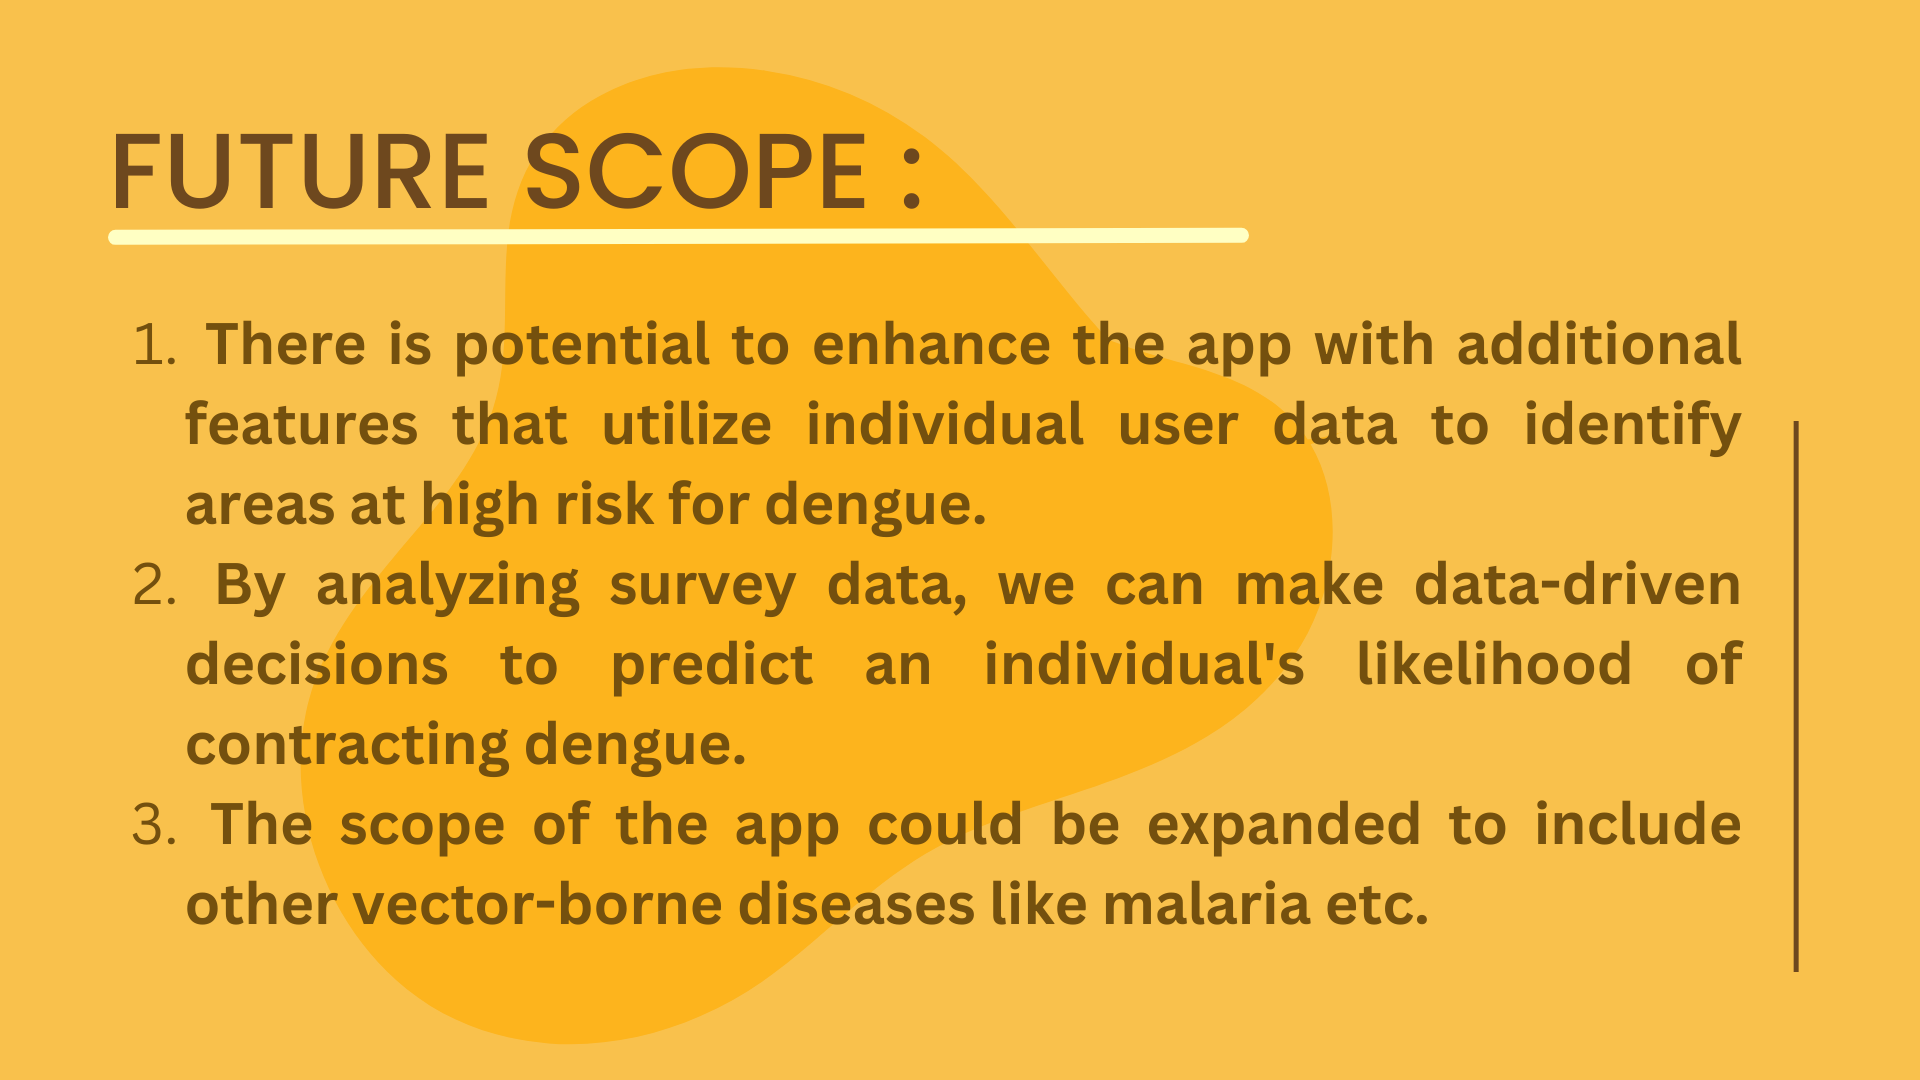 FUTURE SCOPE :
1. There is potential to enhance the app with additional
features that utilize individual user data to identify
areas at high risk for dengue.
2. By analyzing survey data, we can make data-driven
decisions to predict an individual's likelihood of
contracting dengue.
3. The scope of the app could be expanded to include
other vector-borne diseases like malaria etc.